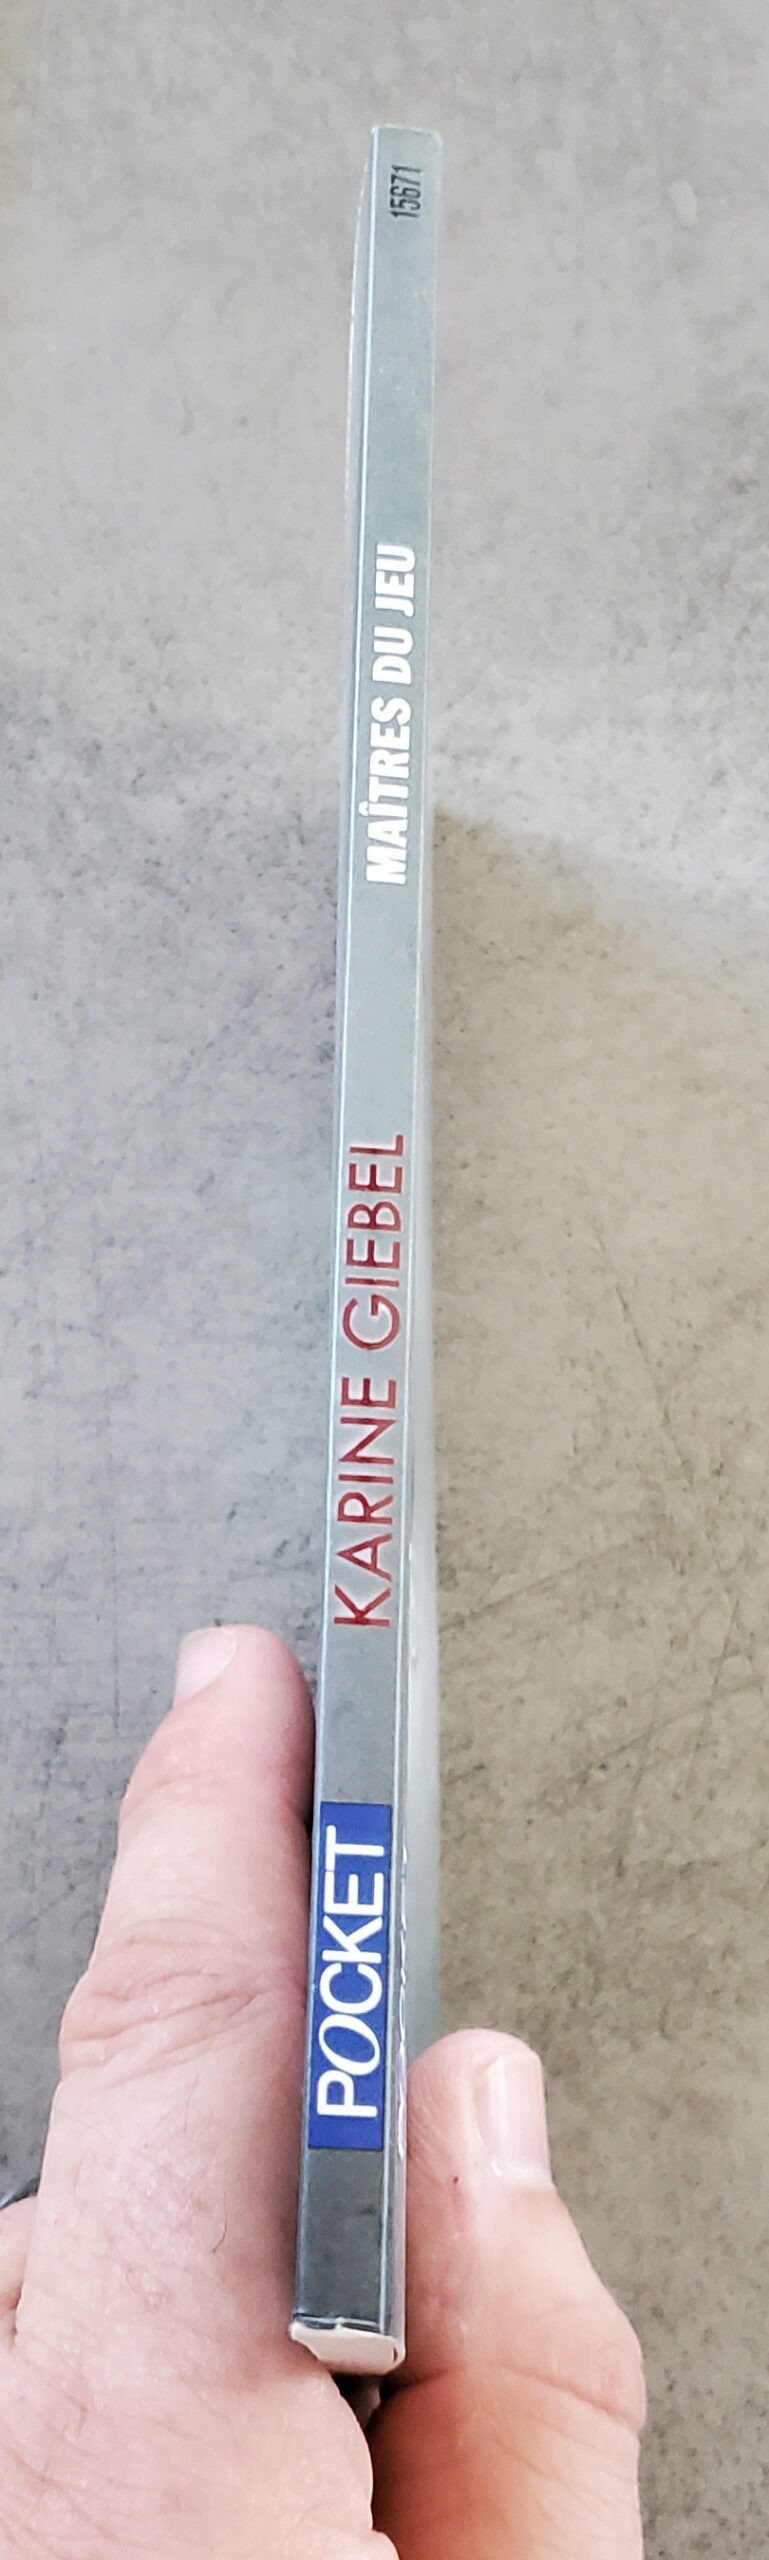 POCKET
KARINE GIEBEL
MAÎTRES DU JEU
15671